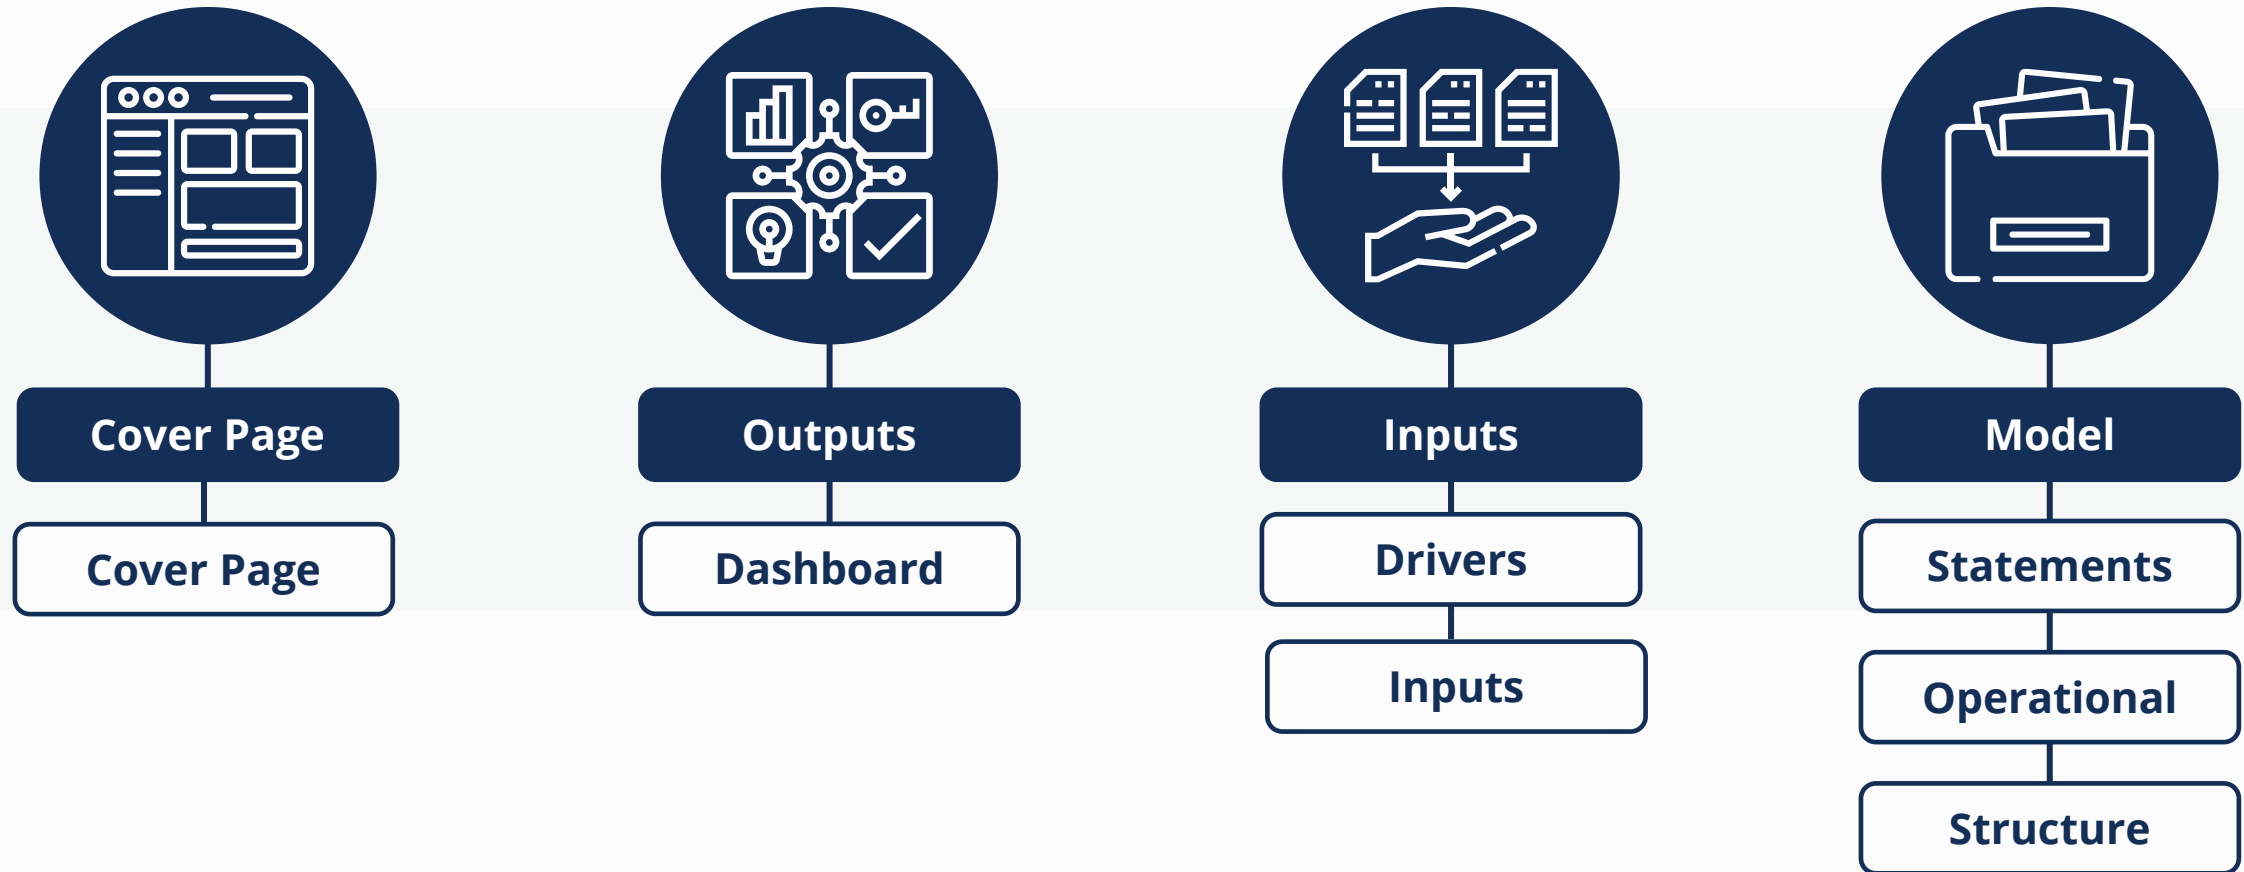 Cover Page
Outputs
Inputs
Model
Cover Page
Dashboard
Drivers
Statements
Inputs
Operational
Structure